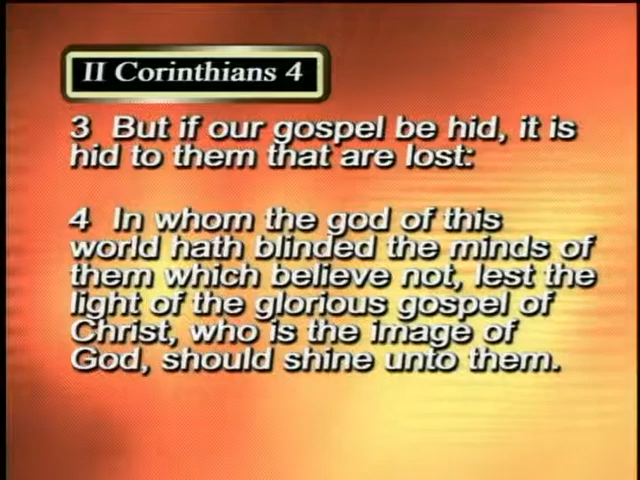 II Corinthians 4
3 But if our gospel be hid, it is
hid to them that are lost:
4 In whom the god of this
world hath blinded the minds of
them which believe not, lest the
light of the glorious gospel of
Christ, who is the image of
God, should shine unto them.